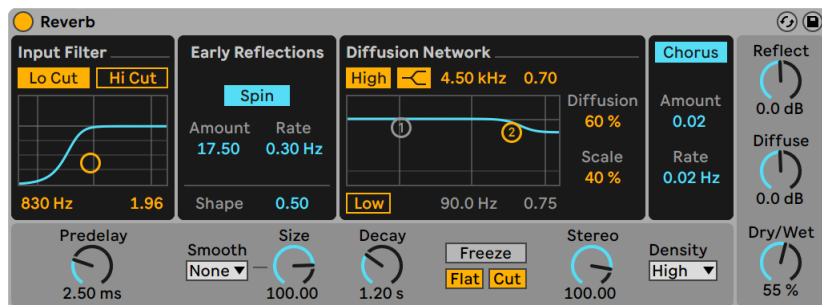 Reverb
Input Filter
Lo Cut Hi Cut
830 Hz 1.96
Early Reflections
Spin
Amount Rate
17.50 0.30 Hz
Shape 0.50
Diffusion Network
High 4.50 kHz 0.70
1 2
Diffusion
60 %
Scale
40 %
Low 90.0 Hz 0.75
Chorus
Amount
0.02
Rate
0.02 Hz
Reflect
0.0 dB
Diffuse
0.0 dB
Dry/Wet
55 %
Predelay
2.50 ms
Smooth
None
Size
100.00
Decay
1.20 s
Freeze
Flat Cut
Stereo
100.00
Density
High